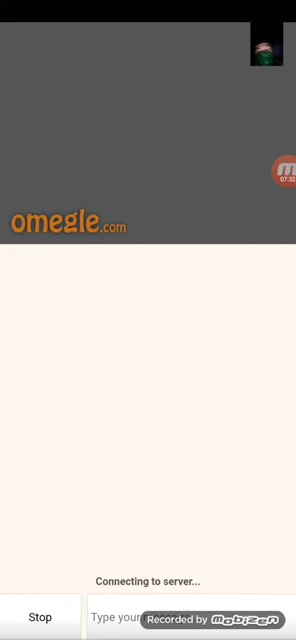 07:32
omegle.com
Connecting to server...
Stop
Type your
Recorded by
MOBIZEN